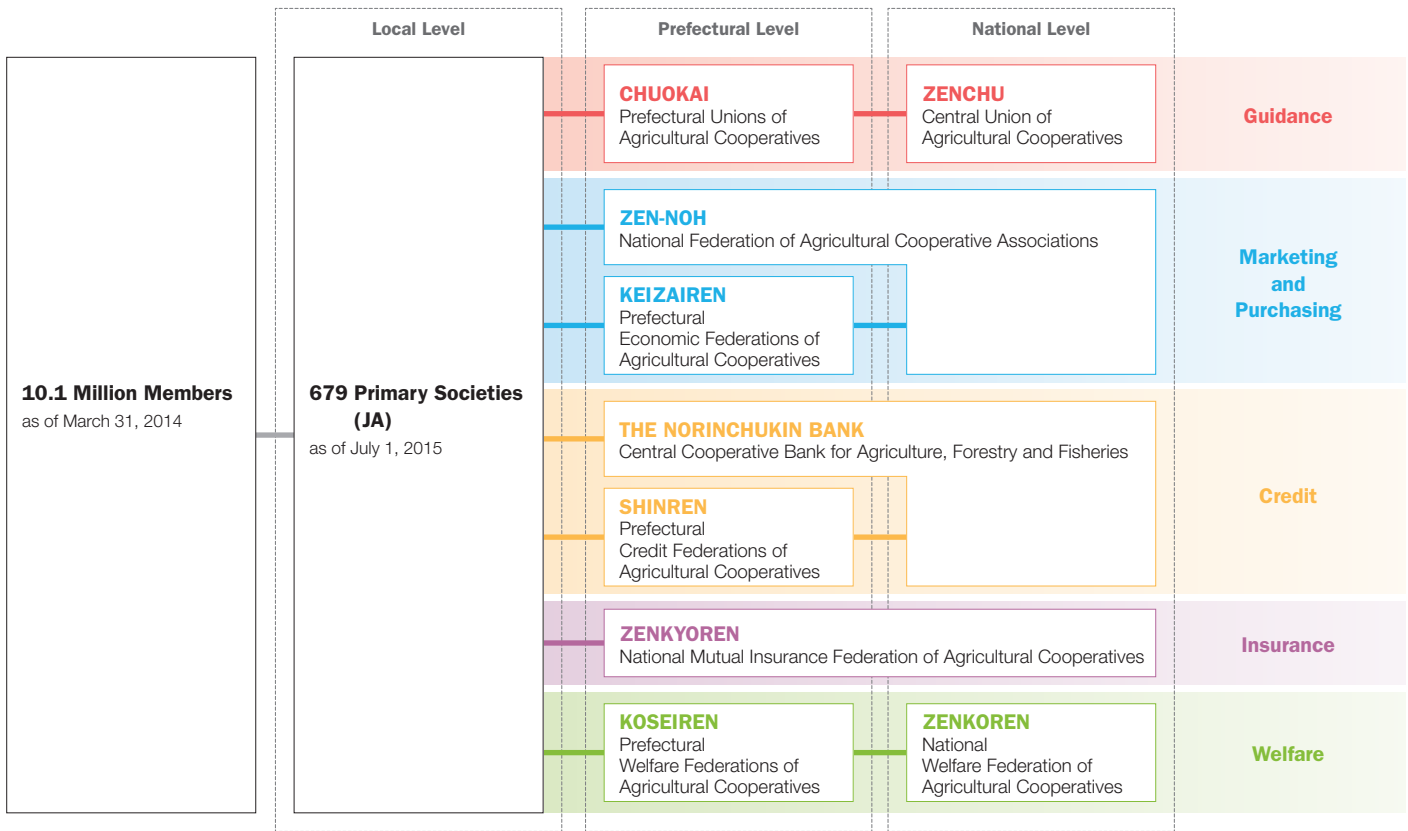 Local Level
Prefectural Level
National Level
10.1 Million Members
as of March 31, 2014
679 Primary Societies
(JA)
as of July 1, 2015
CHUOKAI
Prefectural Unions of
Agricultural Cooperatives
ZENCHU
Central Union of
Agricultural Cooperatives
Guidance
ZEN-NOH
National Federation of Agricultural Cooperative Associations
KEIZAIREN
Prefectural
Economic Federations of
Agricultural Cooperatives
Marketing
and
Purchasing
THE NORINCHUKIN BANK
Central Cooperative Bank for Agriculture, Forestry and Fisheries
SHINREN
Prefectural
Credit Federations of
Agricultural Cooperatives
Credit
ZENKYOREN
National Mutual Insurance Federation of Agricultural Cooperatives
Insurance
KOSEIREN
Prefectural
Welfare Federations of
Agricultural Cooperatives
ZENKOREN
National
Welfare Federation of
Agricultural Cooperatives
Welfare